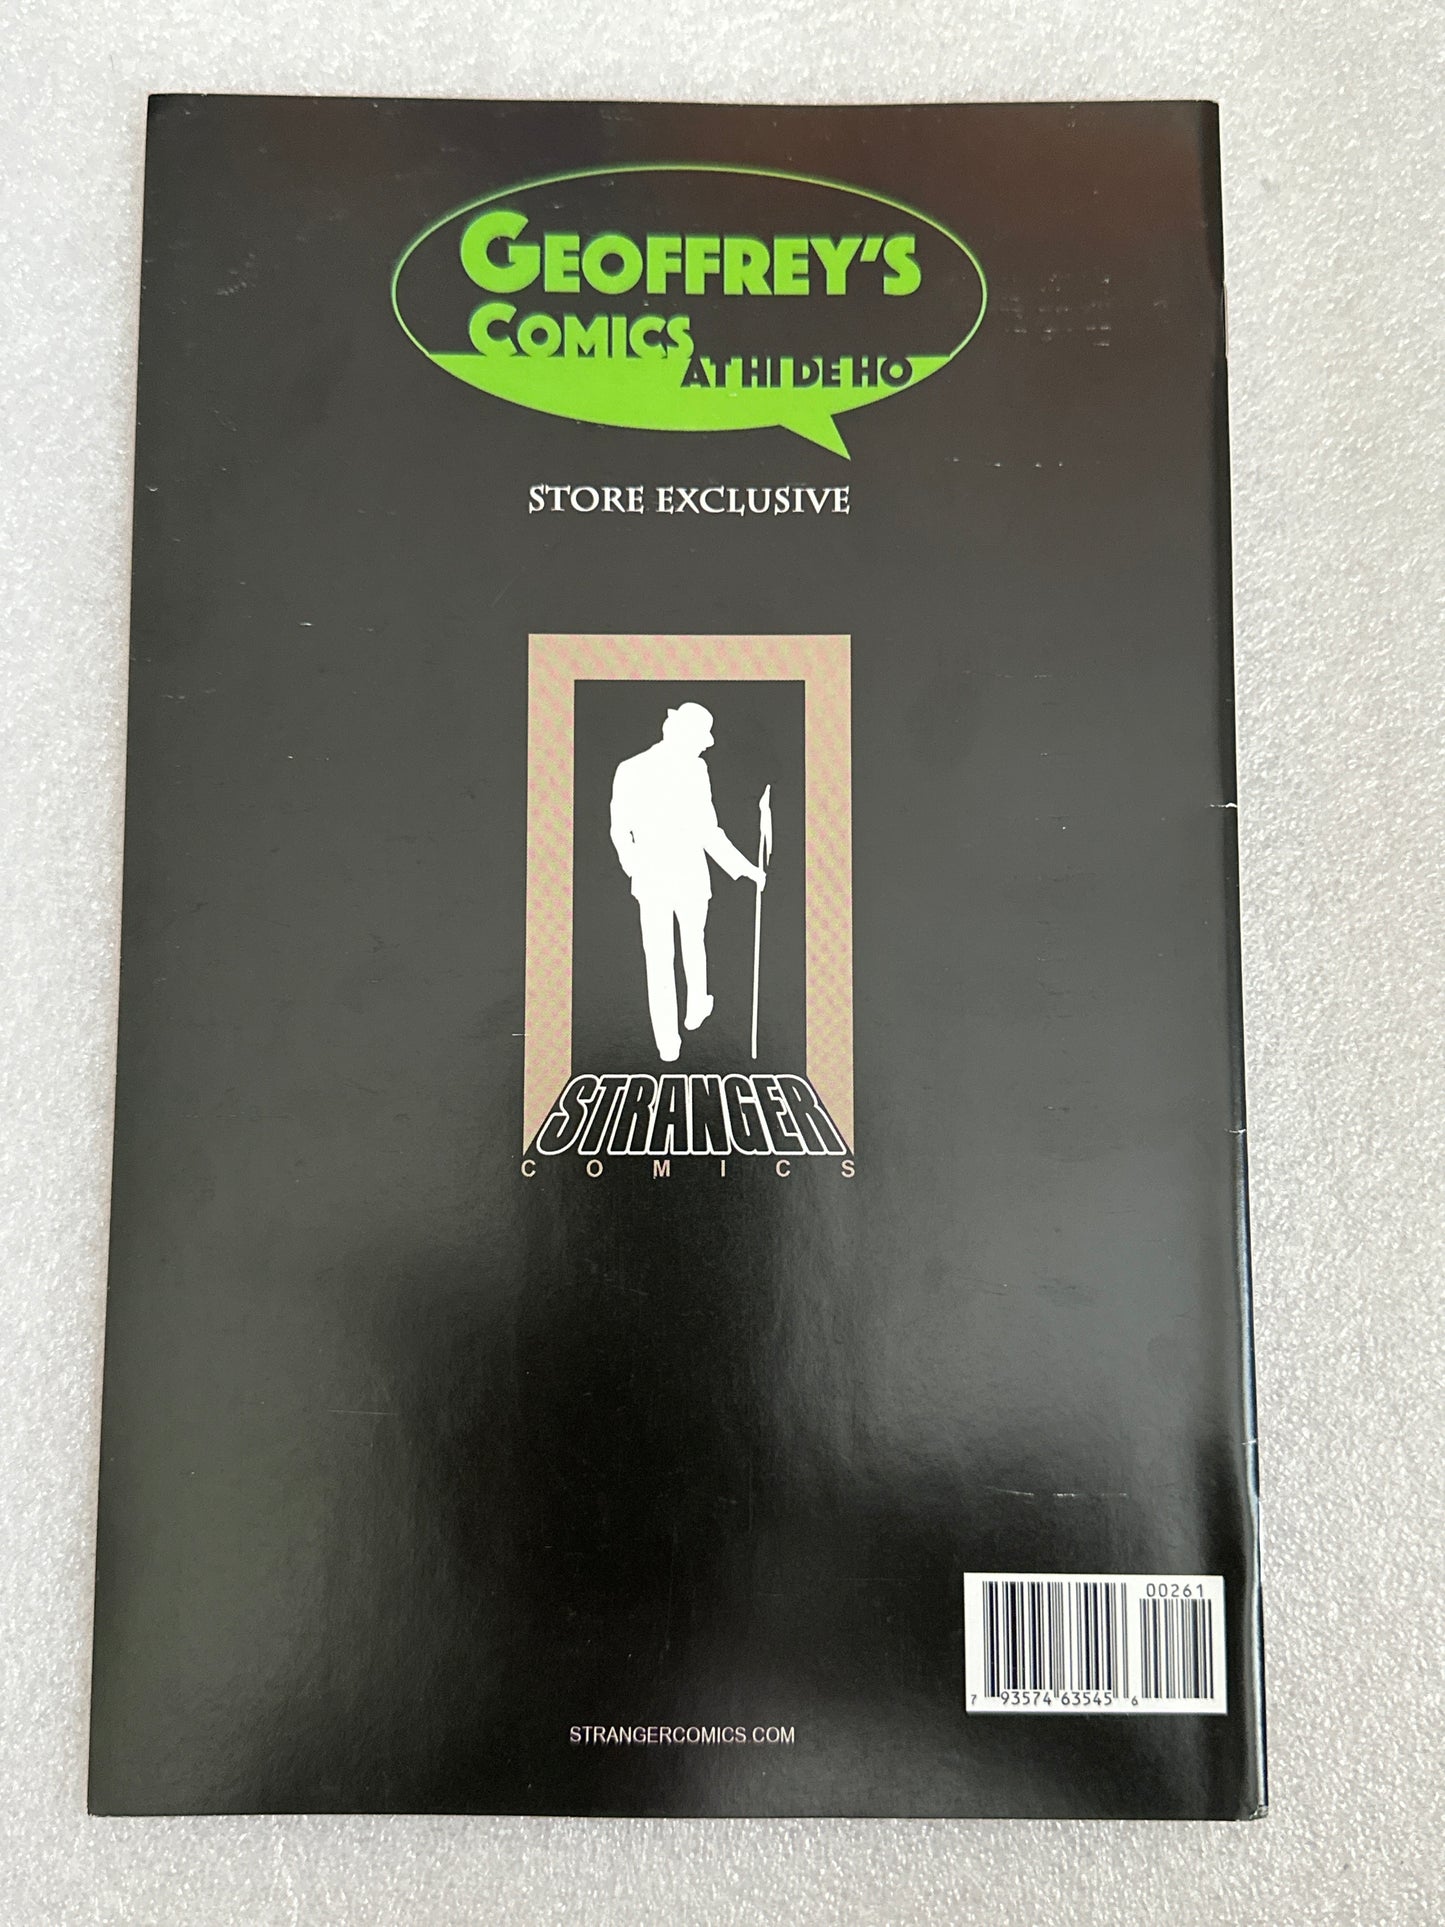 GEOFFREY'S
COMICS
AT HI DE HO
STORE EXCLUSIVE
STRANGER
COMICS
00261
7 93574 63545 6
STRANGERCOMICS.COM